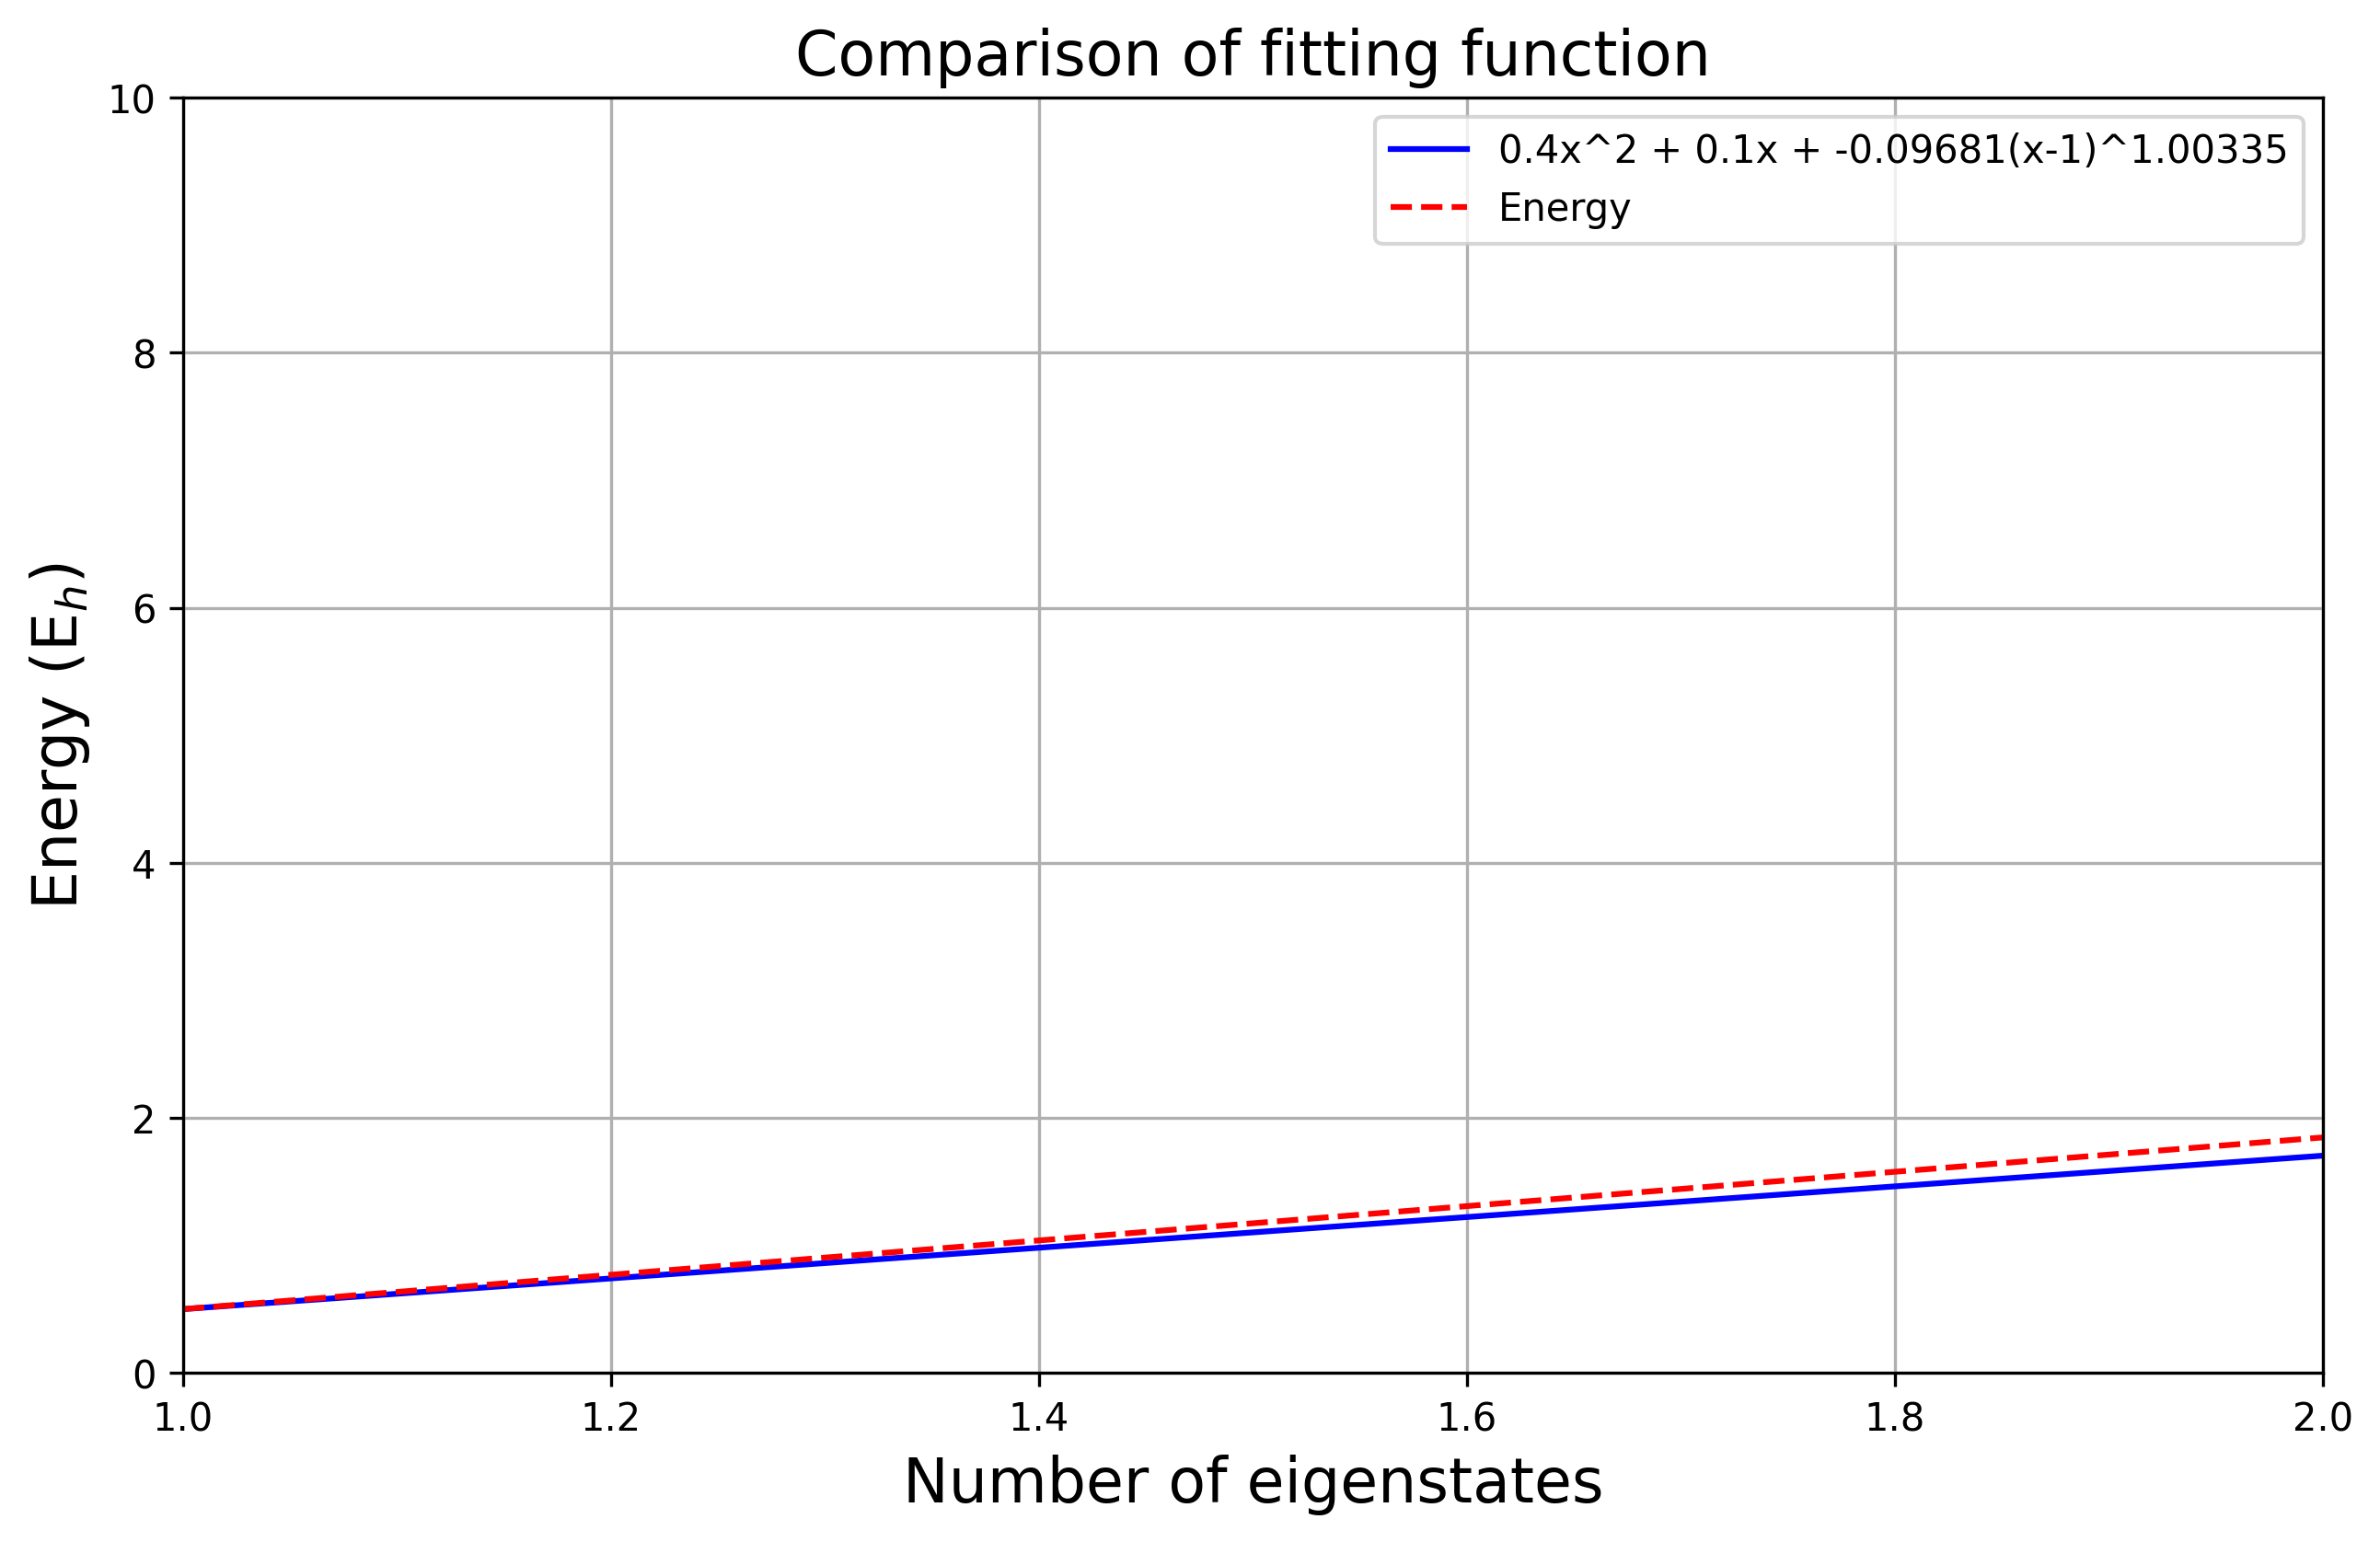 Comparison of fitting function
10
8
6
4
2
0
Energy (E_h)
0.4x^2 + 0.1x + -0.09681(x-1)^1.00335
Energy
1.0 1.2 1.4 1.6 1.8 2.0
Number of eigenstates